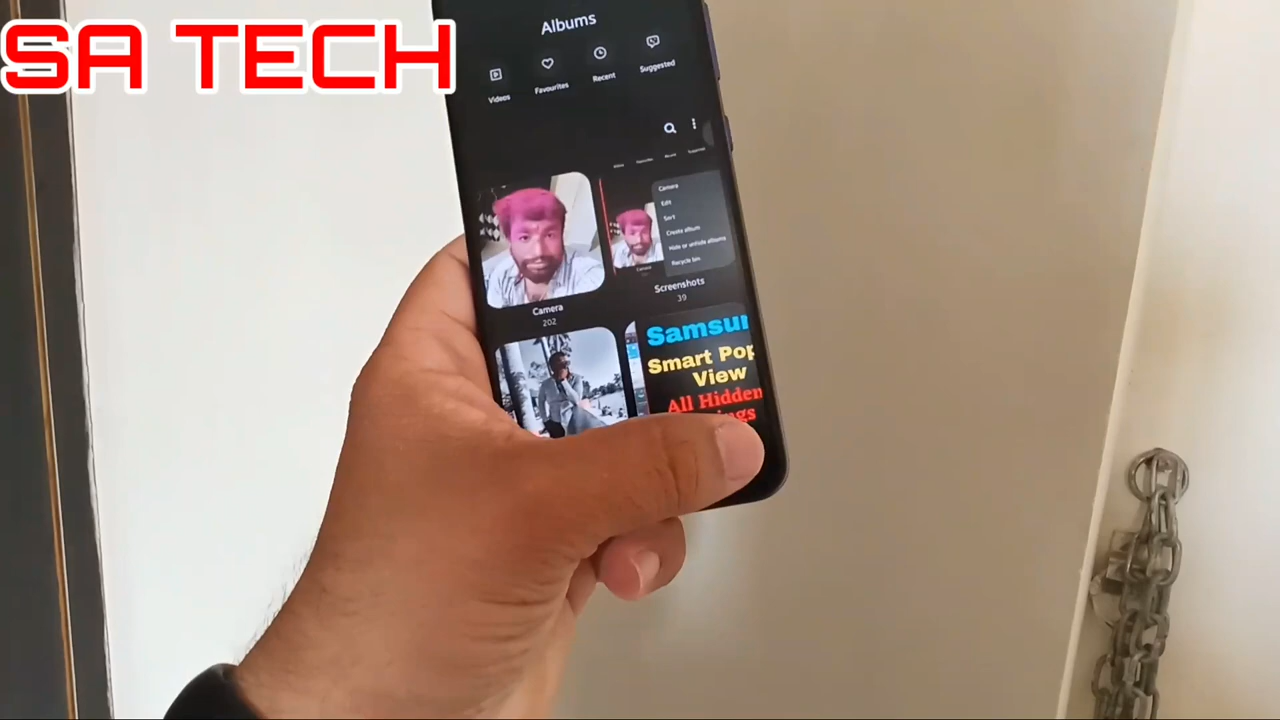 SA TECH
Albums
Videos
Favourites
Recent
Suggested
Camera
Edit
Sort
Create album
Hide or unhide albums
Recycle bin
Camera
202
Screenshots
39
Samsun
Smart Pop
View
All Hidden